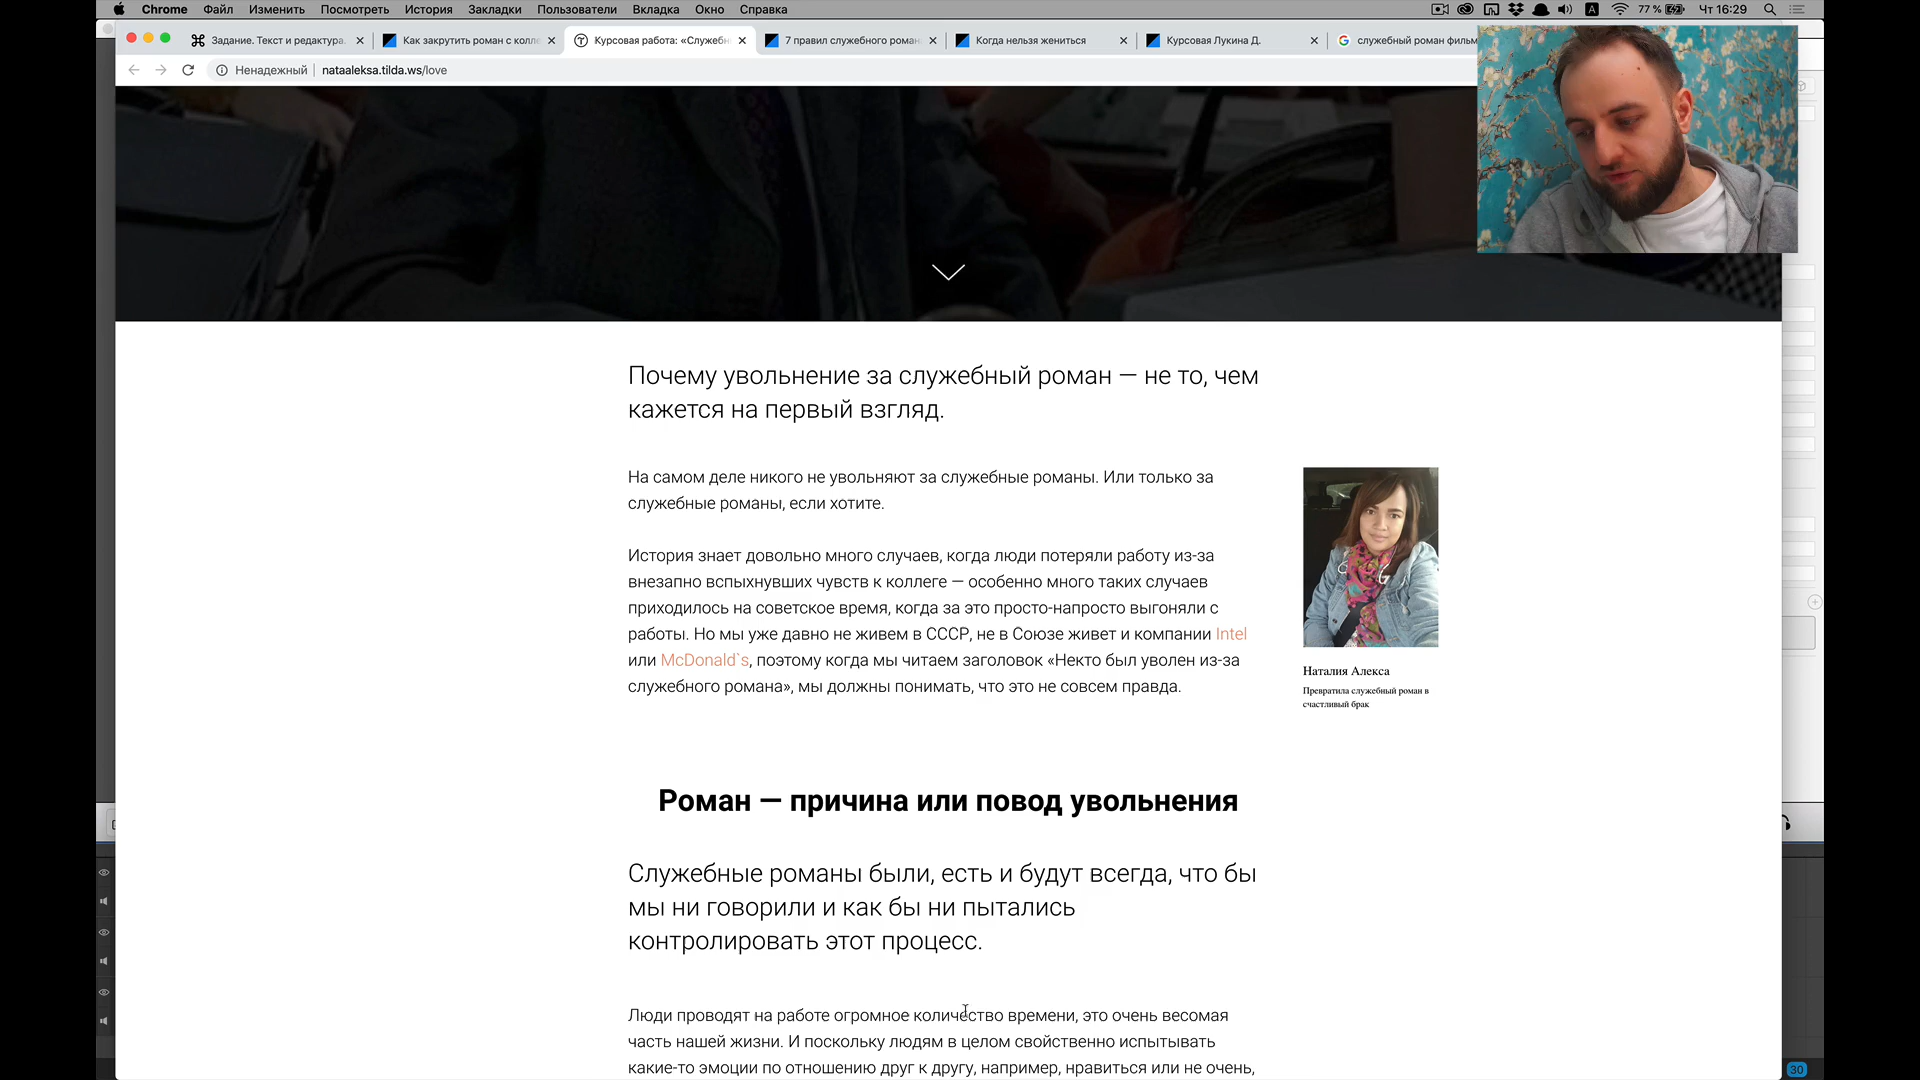 Chrome Файл Изменить Посмотреть История Закладки Пользователи Вкладка Окно Справка
77 % Чт 16:29
Задание. Текст и редактура.
Как закрутить роман с колле
Курсовая работа: «Служебн
7 правил служебного роман
Когда нельзя жениться
Курсовая Лукина Д.
служебный роман фильм
Ненадежный nataaleksa.tilda.ws/love
Почему увольнение за служебный роман — не то, чем
кажется на первый взгляд.
На самом деле никого не увольняют за служебные романы. Или только за
служебные романы, если хотите.
История знает довольно много случаев, когда люди потеряли работу из-за
внезапно вспыхнувших чувств к коллеге — особенно много таких случаев
приходилось на советское время, когда за это просто-напросто выгоняли с
работы. Но мы уже давно не живем в СССР, не в Союзе живет и компании Intel
или McDonald`s, поэтому когда мы читаем заголовок «Некто был уволен из-за
служебного романа», мы должны понимать, что это не совсем правда.
Наталия Алекса
Превратила служебный роман в
счастливый брак
Роман — причина или повод увольнения
Служебные романы были, есть и будут всегда, что бы
мы ни говорили и как бы ни пытались
контролировать этот процесс.
Люди проводят на работе огромное количество времени, это очень весомая
часть нашей жизни. И поскольку людям в целом свойственно испытывать
какие-то эмоции по отношению друг к другу, например, нравиться или не очень,
30